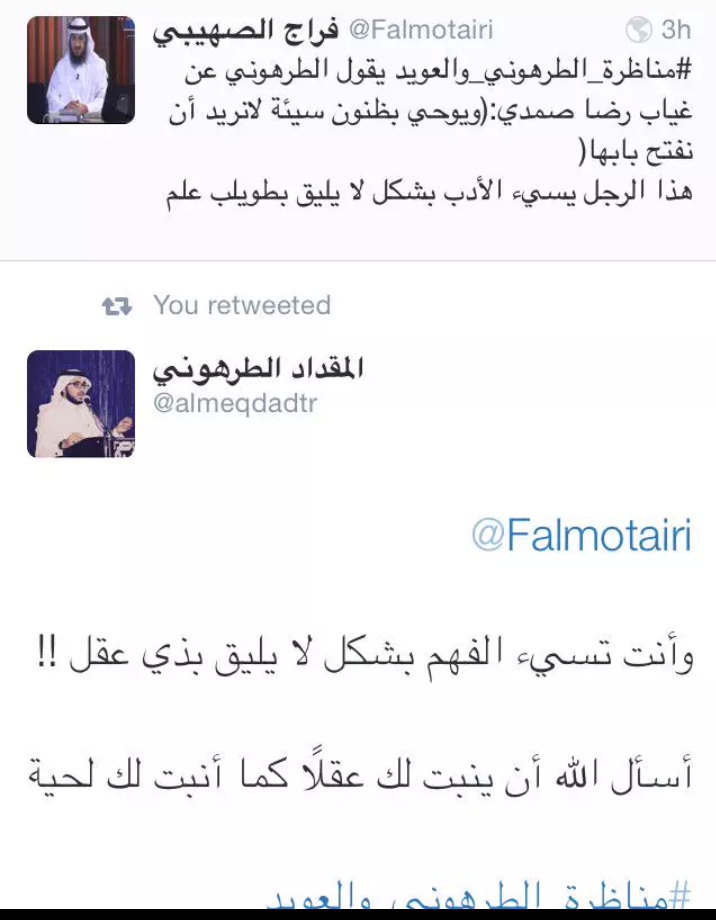 فراج الصهيبي @Falmotairi 3h
#مناظرة_الطرهوني_والعويد يقول الطرهوني عن
غياب رضا صمدي:(ويوحي بظنون سيئة لانريد أن
نفتح بابها(
هذا الرجل يسيء الأدب بشكل لا يليق بطويلب علم
You retweeted
المقداد الطرهوني
@almeqdadtr
@Falmotairi
وأنت تسيء الفهم بشكل لا يليق بذي عقل !!
أسأل الله أن ينبت لك عقلًا كما أنبت لك لحية
#مناظرة_الطرهوني_والعويد